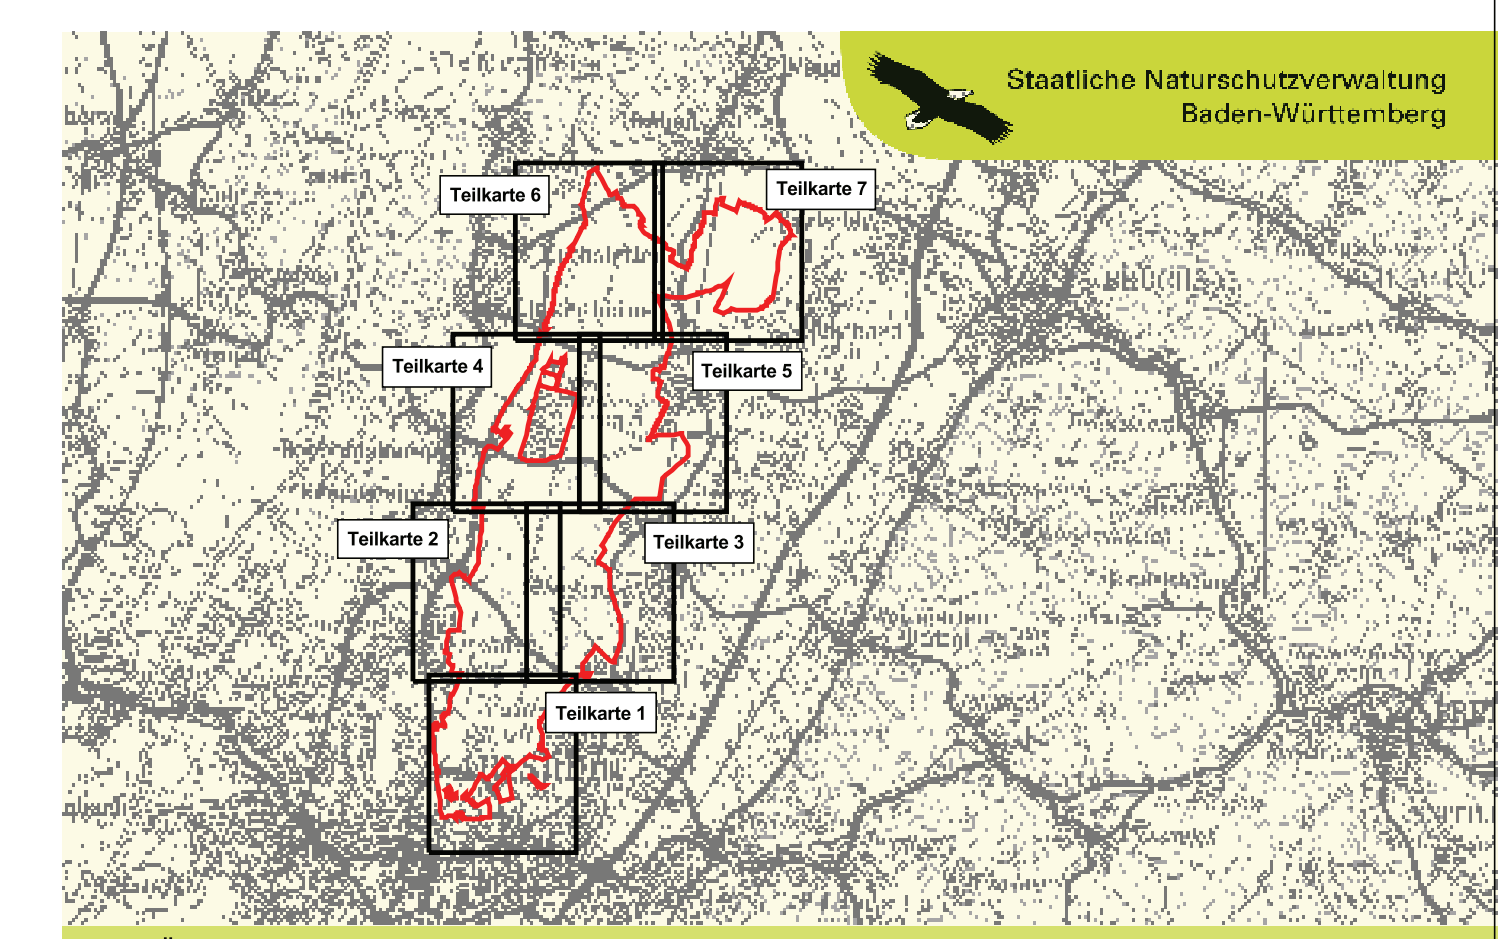 Staatliche Naturschutzverwaltung
Baden-Württemberg
Teilkarte 6
Teilkarte 7
Teilkarte 4
Teilkarte 5
Teilkarte 2
Teilkarte 3
Teilkarte 1